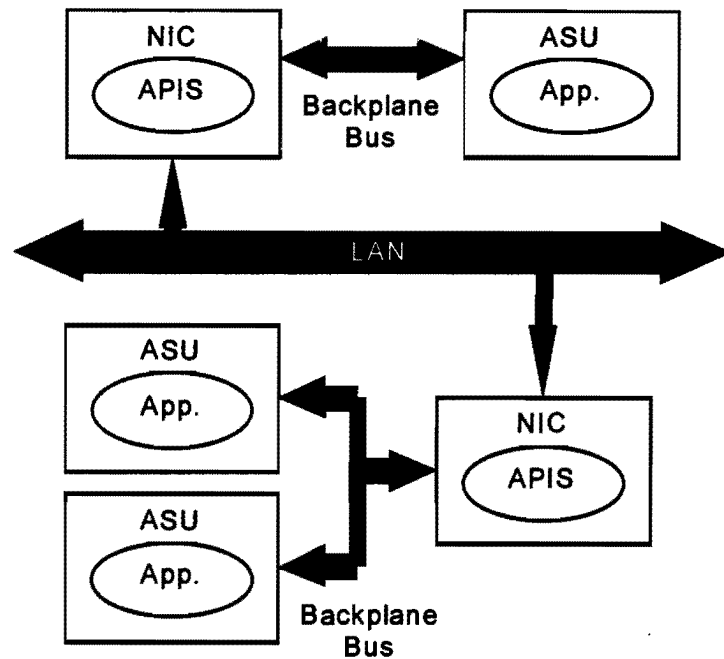 NIC
APIS
Backplane
Bus
ASU
App.
LAN
ASU
App.
ASU
App.
Backplane
Bus
NIC
APIS